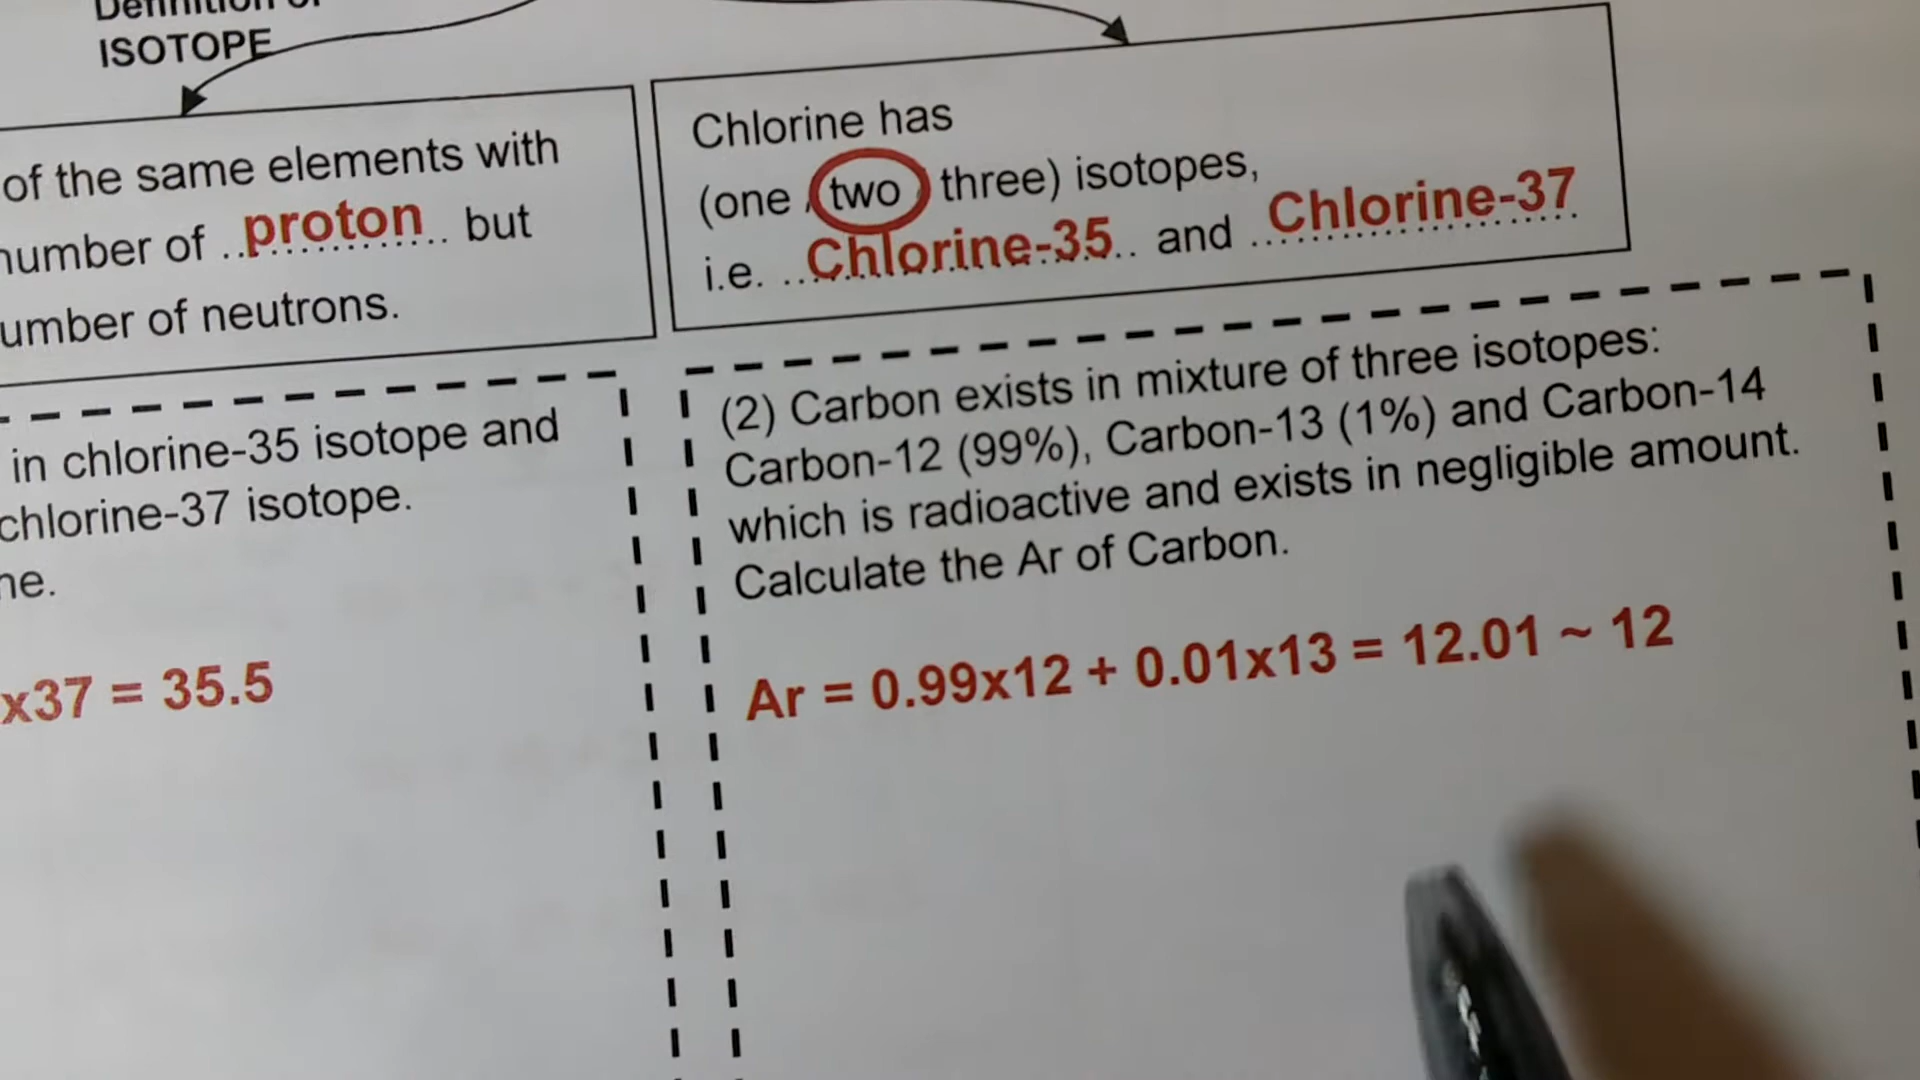 Definition of
ISOTOPE
of the same elements with
number of ..proton.. but
umber of neutrons.
Chlorine has
(one , two , three) isotopes,
i.e. ..Chlorine-35.. and ..Chlorine-37
in chlorine-35 isotope and
chlorine-37 isotope.
ne.
x37 = 35.5
(2) Carbon exists in mixture of three isotopes:
Carbon-12 (99%), Carbon-13 (1%) and Carbon-14
which is radioactive and exists in negligible amount.
Calculate the Ar of Carbon.
Ar = 0.99x12 + 0.01x13 = 12.01 ~ 12